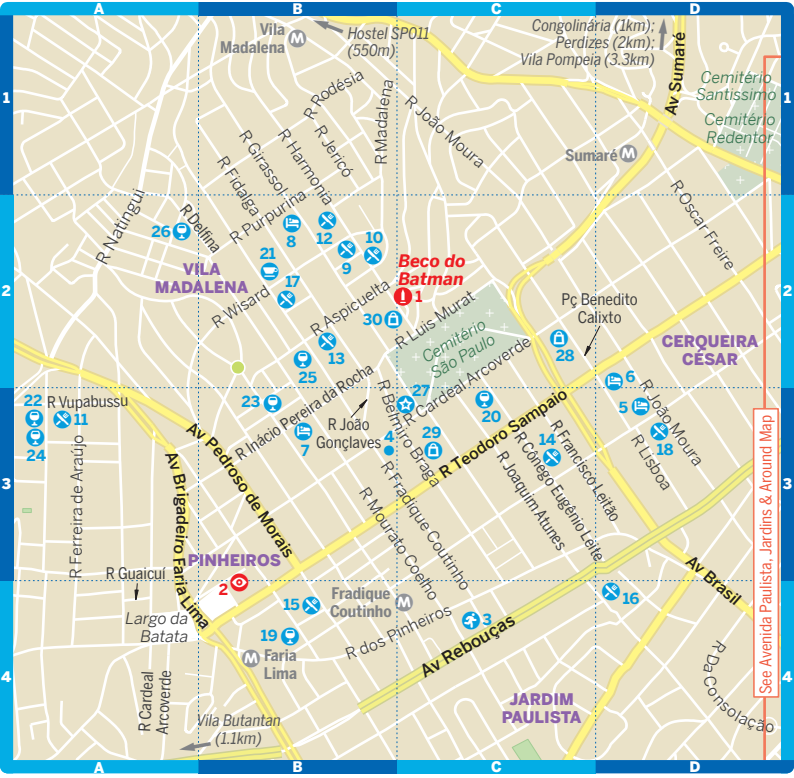 A
B
C
D
1
2
3
4
1
2
3
4
A
B
C
D
Vila
Madalena
M
Hostel SP011
(550m)
Congolinária (1km);
Perdizes (2km);
Vila Pompeia (3.3km)
Av Sumaré
Cemitério
Santissimo
Cemitério
Redentor
R Rodésia
R Madalena
R João Moura
Sumaré
M
R Girassol
R Harmonia
R Jericó
R Fidalga
R Purpurina
R Natingui
R Delfina
26
8
12
9
10
21
17
VILA
MADALENA
R Wisard
R Aspicuelta
Beco do
Batman
1
30
R Luis Murat
Cemitério
São Paulo
R Oscar Freire
Pç Benedito
Calixto
28
CERQUEIRA
CÉSAR
13
25
6
5
R João Moura
18
R Lisboa
22
R Vupabussu
11
24
23
R Inácio Pereira da Rocha
7
R João
Gonçlaves
4
R Belmiro Braga
27
R Cardeal Arcoverde
20
29
R Teodoro Sampaio
14
R Francisco Leitão
R Cônego Eugênio Leite
R Joaquim Atunes
R Ferreira de Araújo
Av Pedroso de Morais
Av Brigadeiro Faria Lima
R Fradique Coutinho
R Mourato Coelho
PINHEIROS
2
R Guaicuí
Largo da
Batata
15
19
Fradique
Coutinho
M
R dos Pinheiros
3
Av Rebouças
16
Av Brasil
M
Faria
Lima
R Cardeal
Arcoverde
Vila Butantan
(1.1km)
JARDIM
PAULISTA
R Da Consolação
See Avenida Paulista, Jardins & Around Map